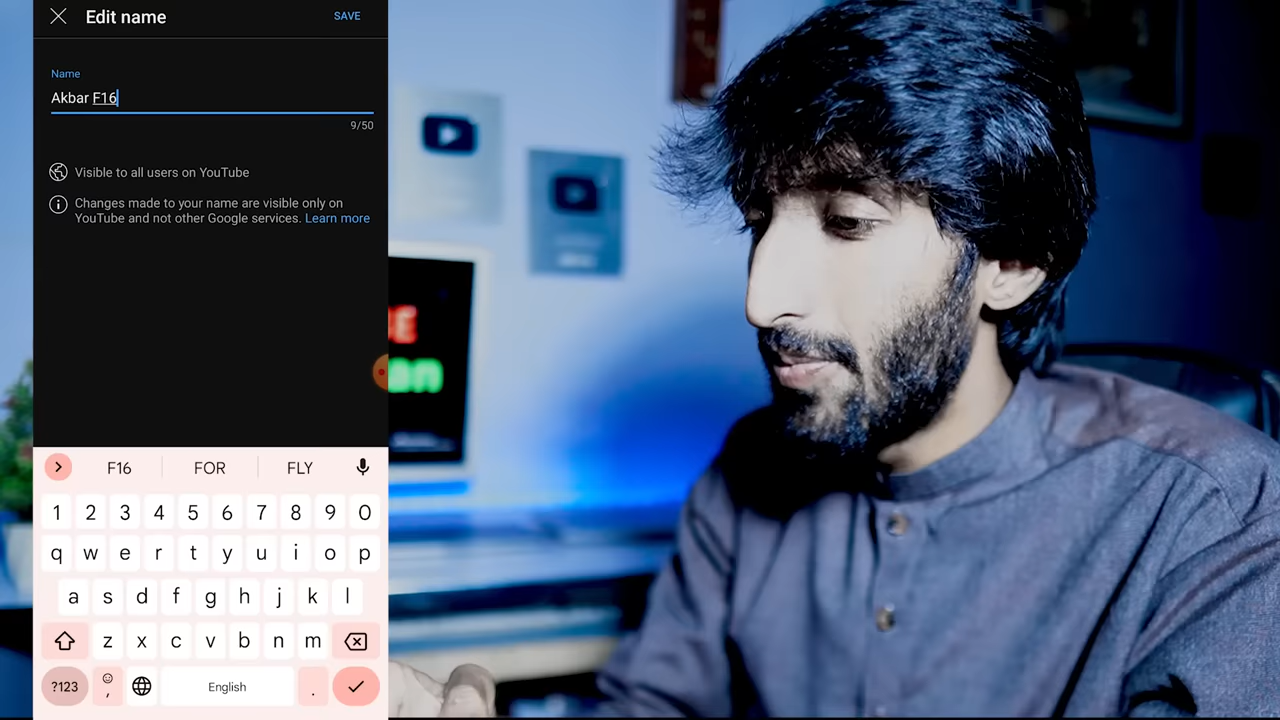 Edit name
SAVE
Name
Akbar F16
9/50
Visible to all users on YouTube
Changes made to your name are visible only on
YouTube and not other Google services. Learn more
F16 FOR FLY
1 2 3 4 5 6 7 8 9 0
q w e r t y u i o p
a s d f g h j k l
z x c v b n m
?123 , English .